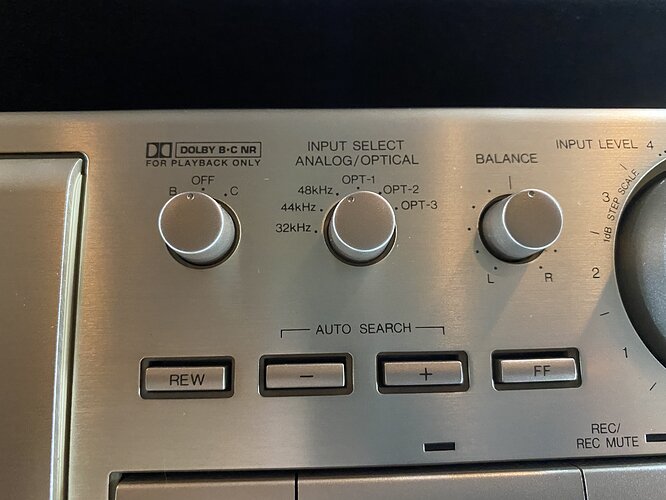 DOLBY B·C NR
FOR PLAYBACK ONLY
OFF
B
C
INPUT SELECT
ANALOG/OPTICAL
OPT-1
48kHz
OPT-2
44kHz
OPT-3
32kHz
BALANCE
L
R
INPUT LEVEL
4
3
1dB STEP SCALE
2
1
AUTO SEARCH
REW
−
+
FF
REC/
REC MUTE